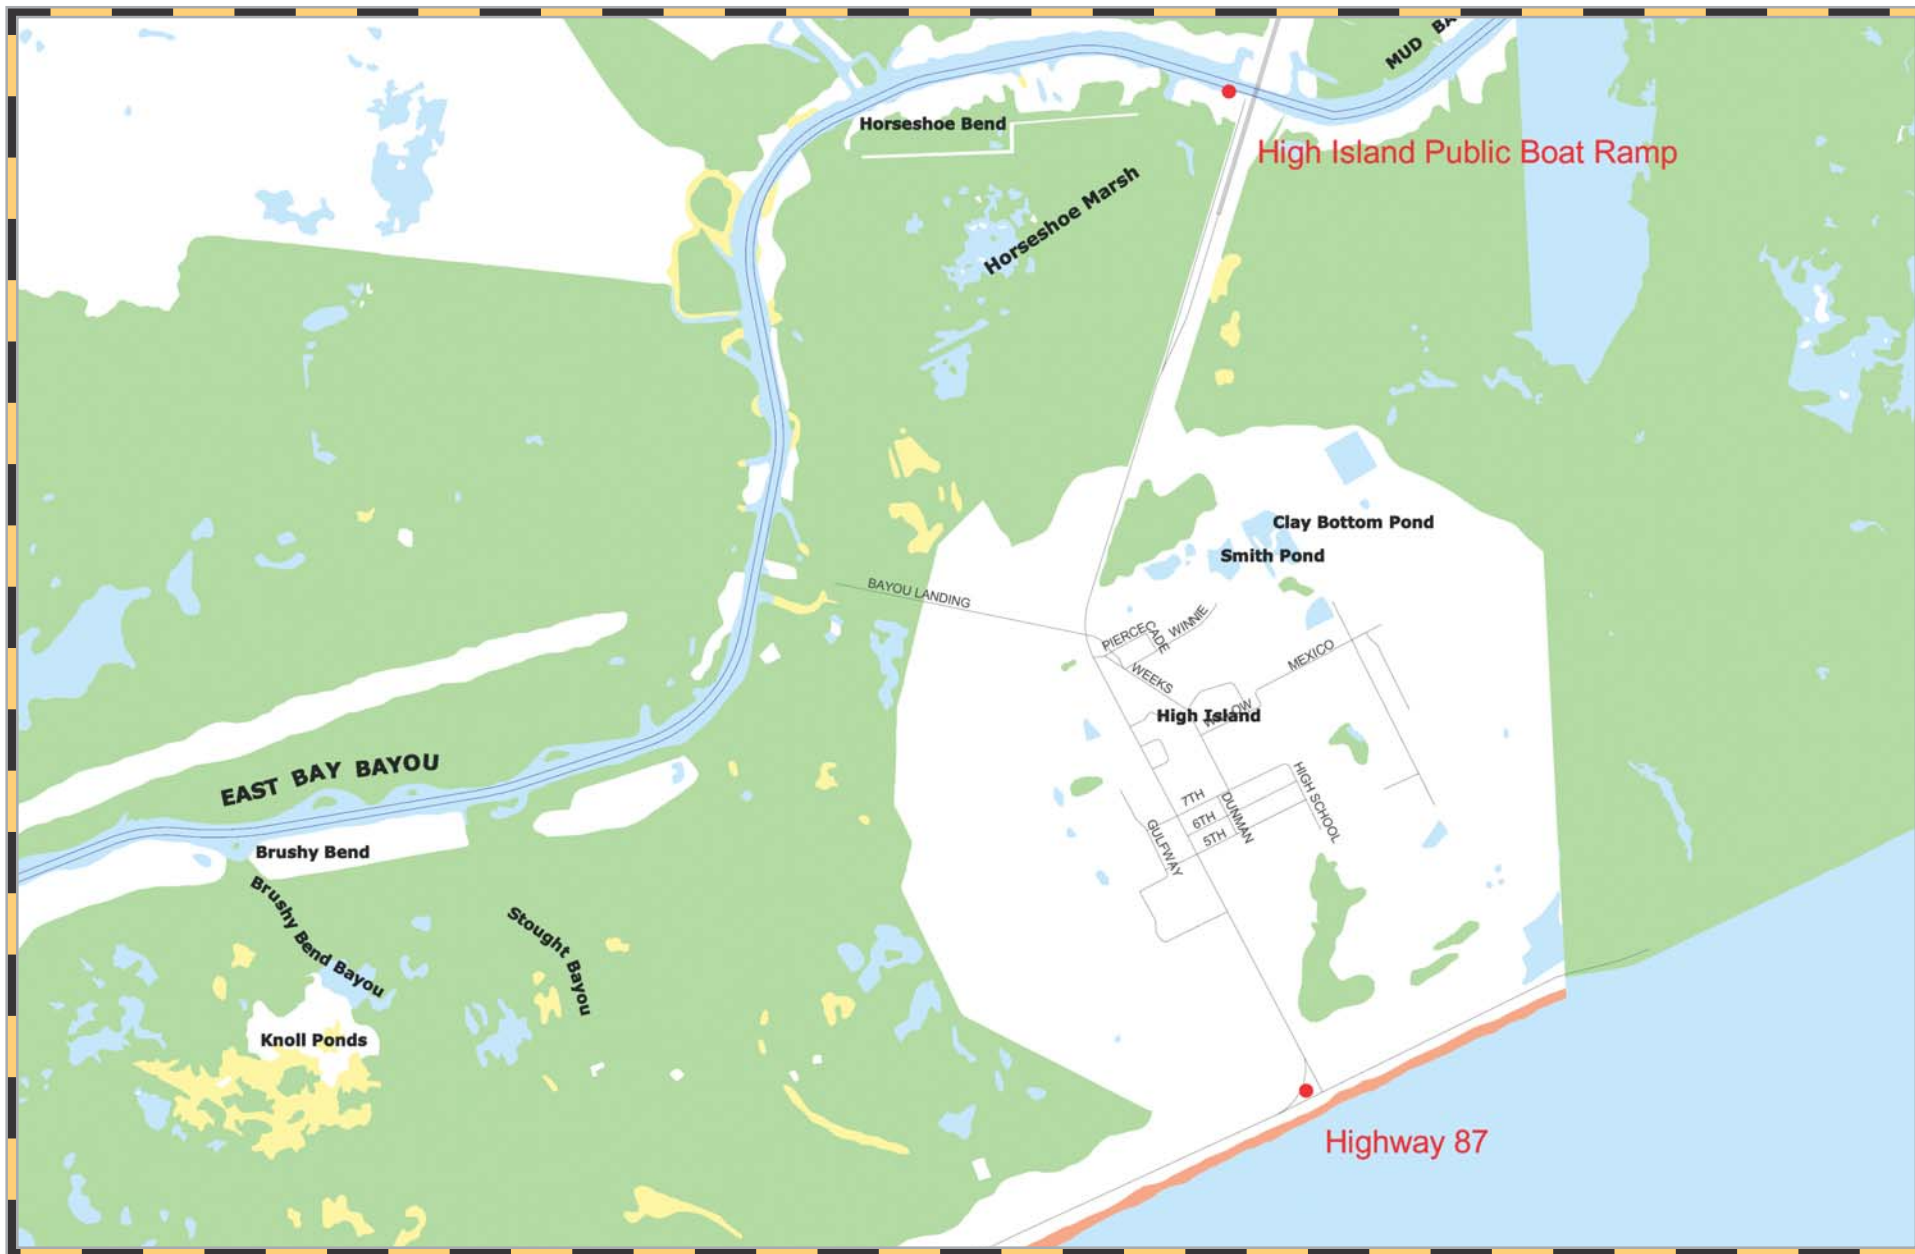 MUD BA
Horseshoe Bend
High Island Public Boat Ramp
Horseshoe Marsh
Clay Bottom Pond
Smith Pond
BAYOU LANDING
PIERCE
CADE
WINNIE
MEXICO
WEEKS
High Island
EAST BAY BAYOU
7TH
6TH
5TH
DUNMAN
HIGH SCHOOL
GULFWAY
Brushy Bend
Brushy Bend Bayou
Stought Bayou
Knoll Ponds
Highway 87